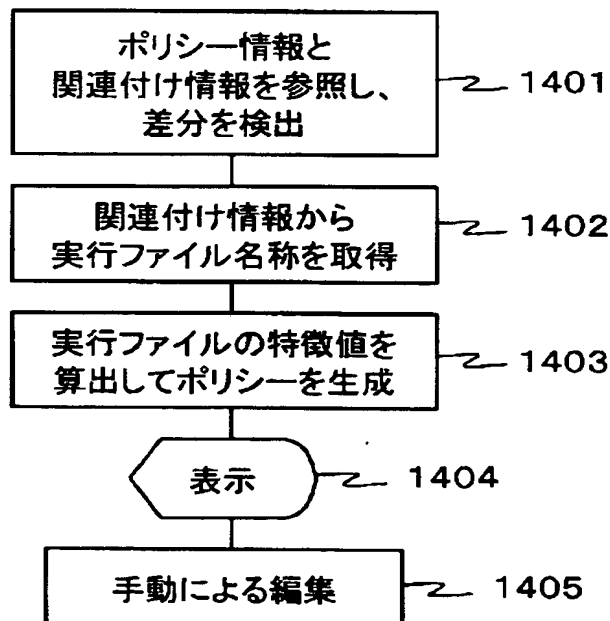 ポリシー情報と
関連付け情報を参照し、
差分を検出
1401
関連付け情報から
実行ファイル名称を取得
1402
実行ファイルの特徴値を
算出してポリシーを生成
1403
表示
1404
手動による編集
1405